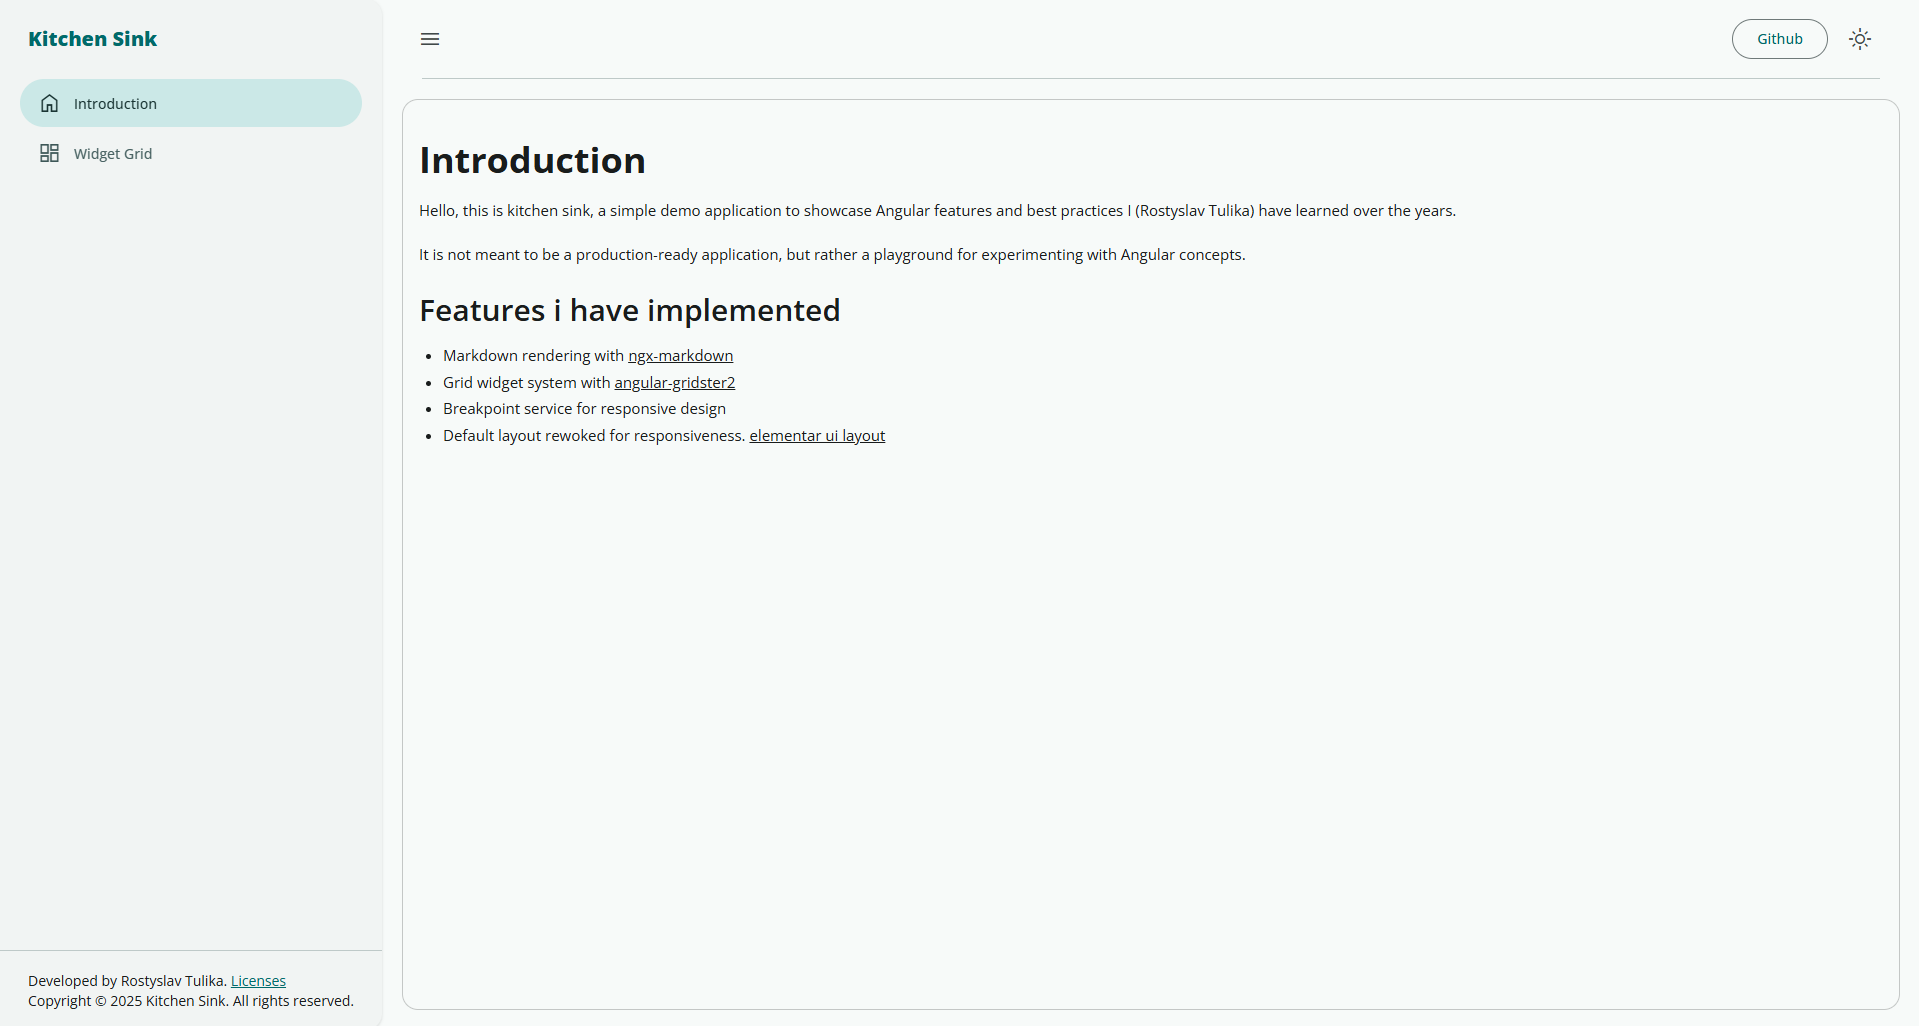 Kitchen Sink
Introduction
Widget Grid
Github
Introduction
Hello, this is kitchen sink, a simple demo application to showcase Angular features and best practices I (Rostyslav Tulika) have learned over the years.
It is not meant to be a production-ready application, but rather a playground for experimenting with Angular concepts.
Features i have implemented
Markdown rendering with ngx-markdown
Grid widget system with angular-gridster2
Breakpoint service for responsive design
Default layout rewoked for responsiveness. elementar ui layout
Developed by Rostyslav Tulika. Licenses
Copyright © 2025 Kitchen Sink. All rights reserved.